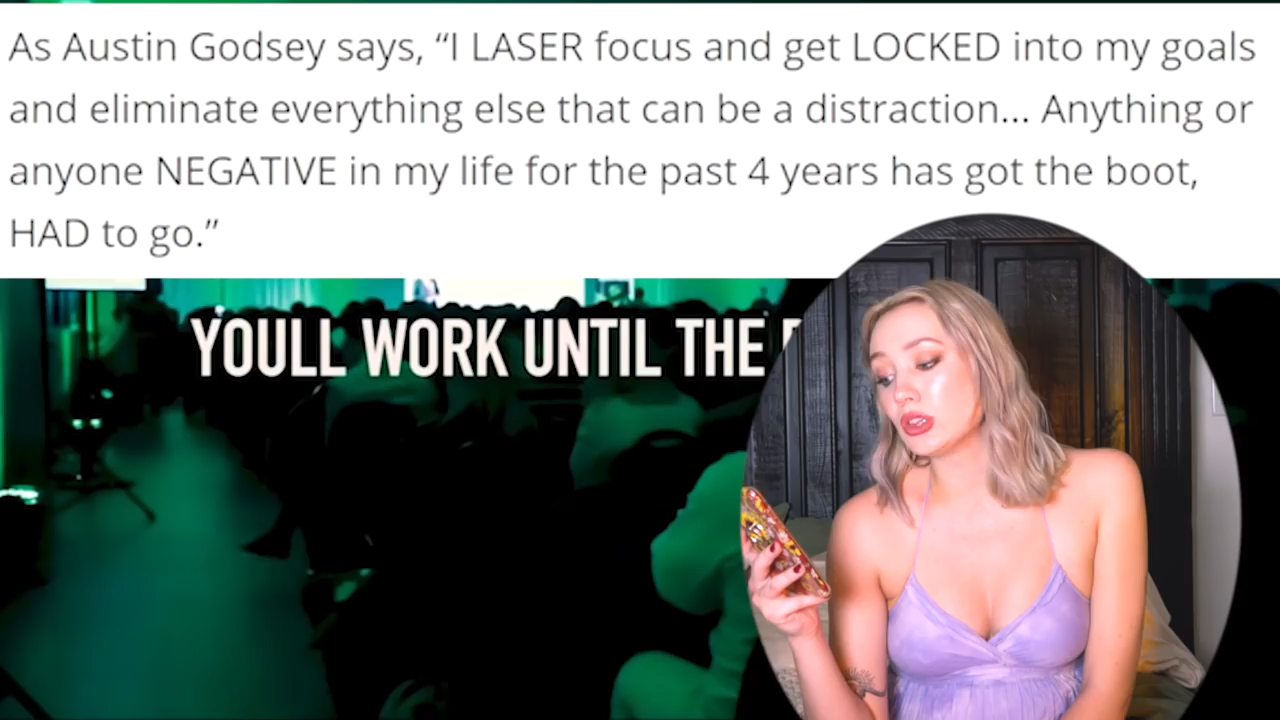 As Austin Godsey says, “I LASER focus and get LOCKED into my goals
and eliminate everything else that can be a distraction... Anything or
anyone NEGATIVE in my life for the past 4 years has got the boot,
HAD to go.”
YOULL WORK UNTIL THE